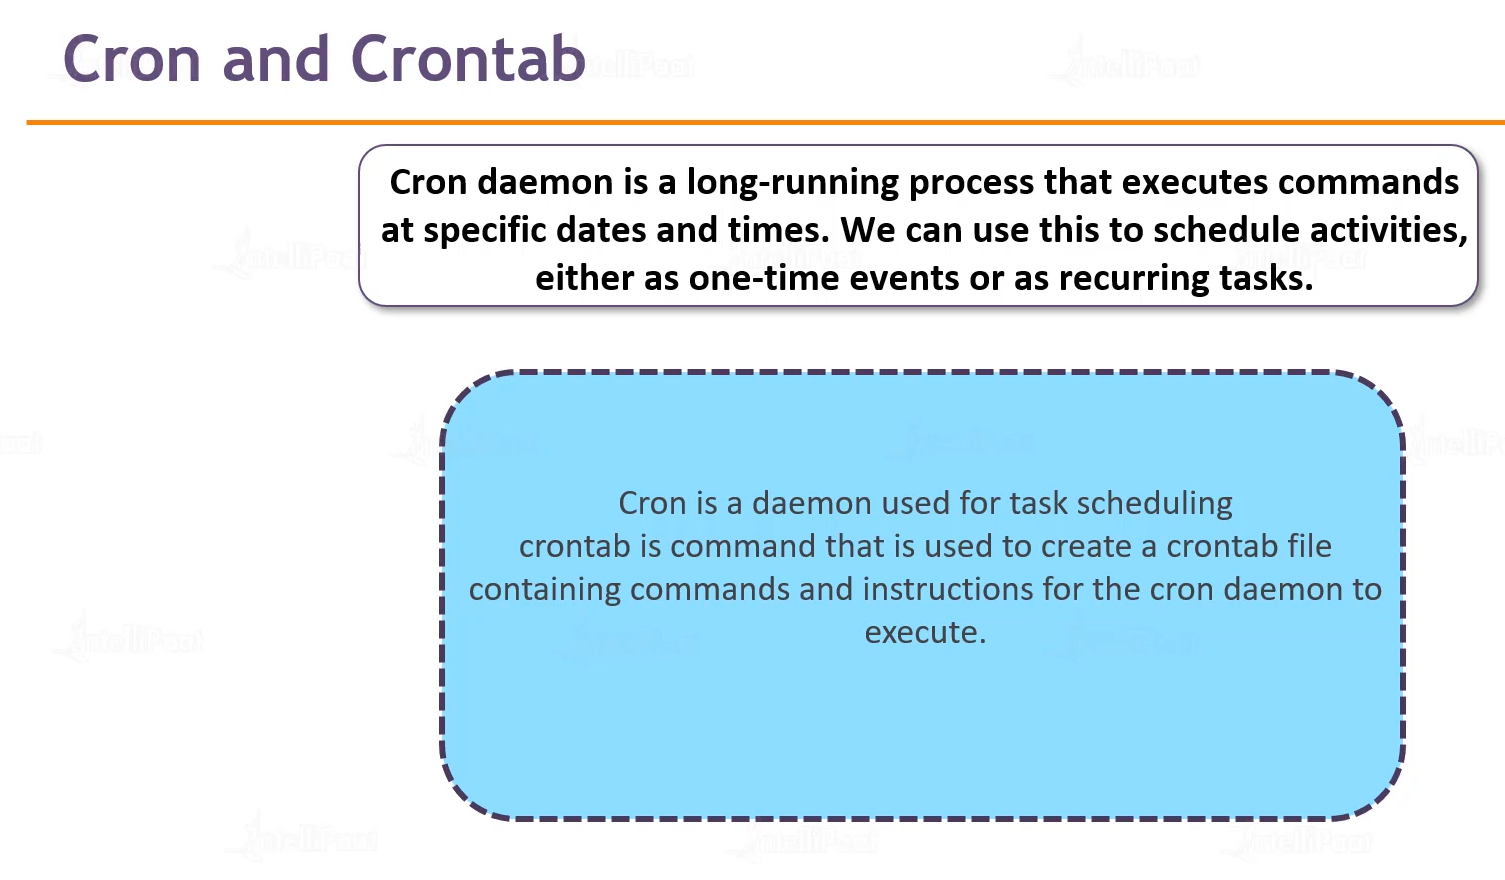 Cron and Crontab
Cron daemon is a long-running process that executes commands
at specific dates and times. We can use this to schedule activities,
either as one-time events or as recurring tasks.
Cron is a daemon used for task scheduling
crontab is command that is used to create a crontab file
containing commands and instructions for the cron daemon to
execute.